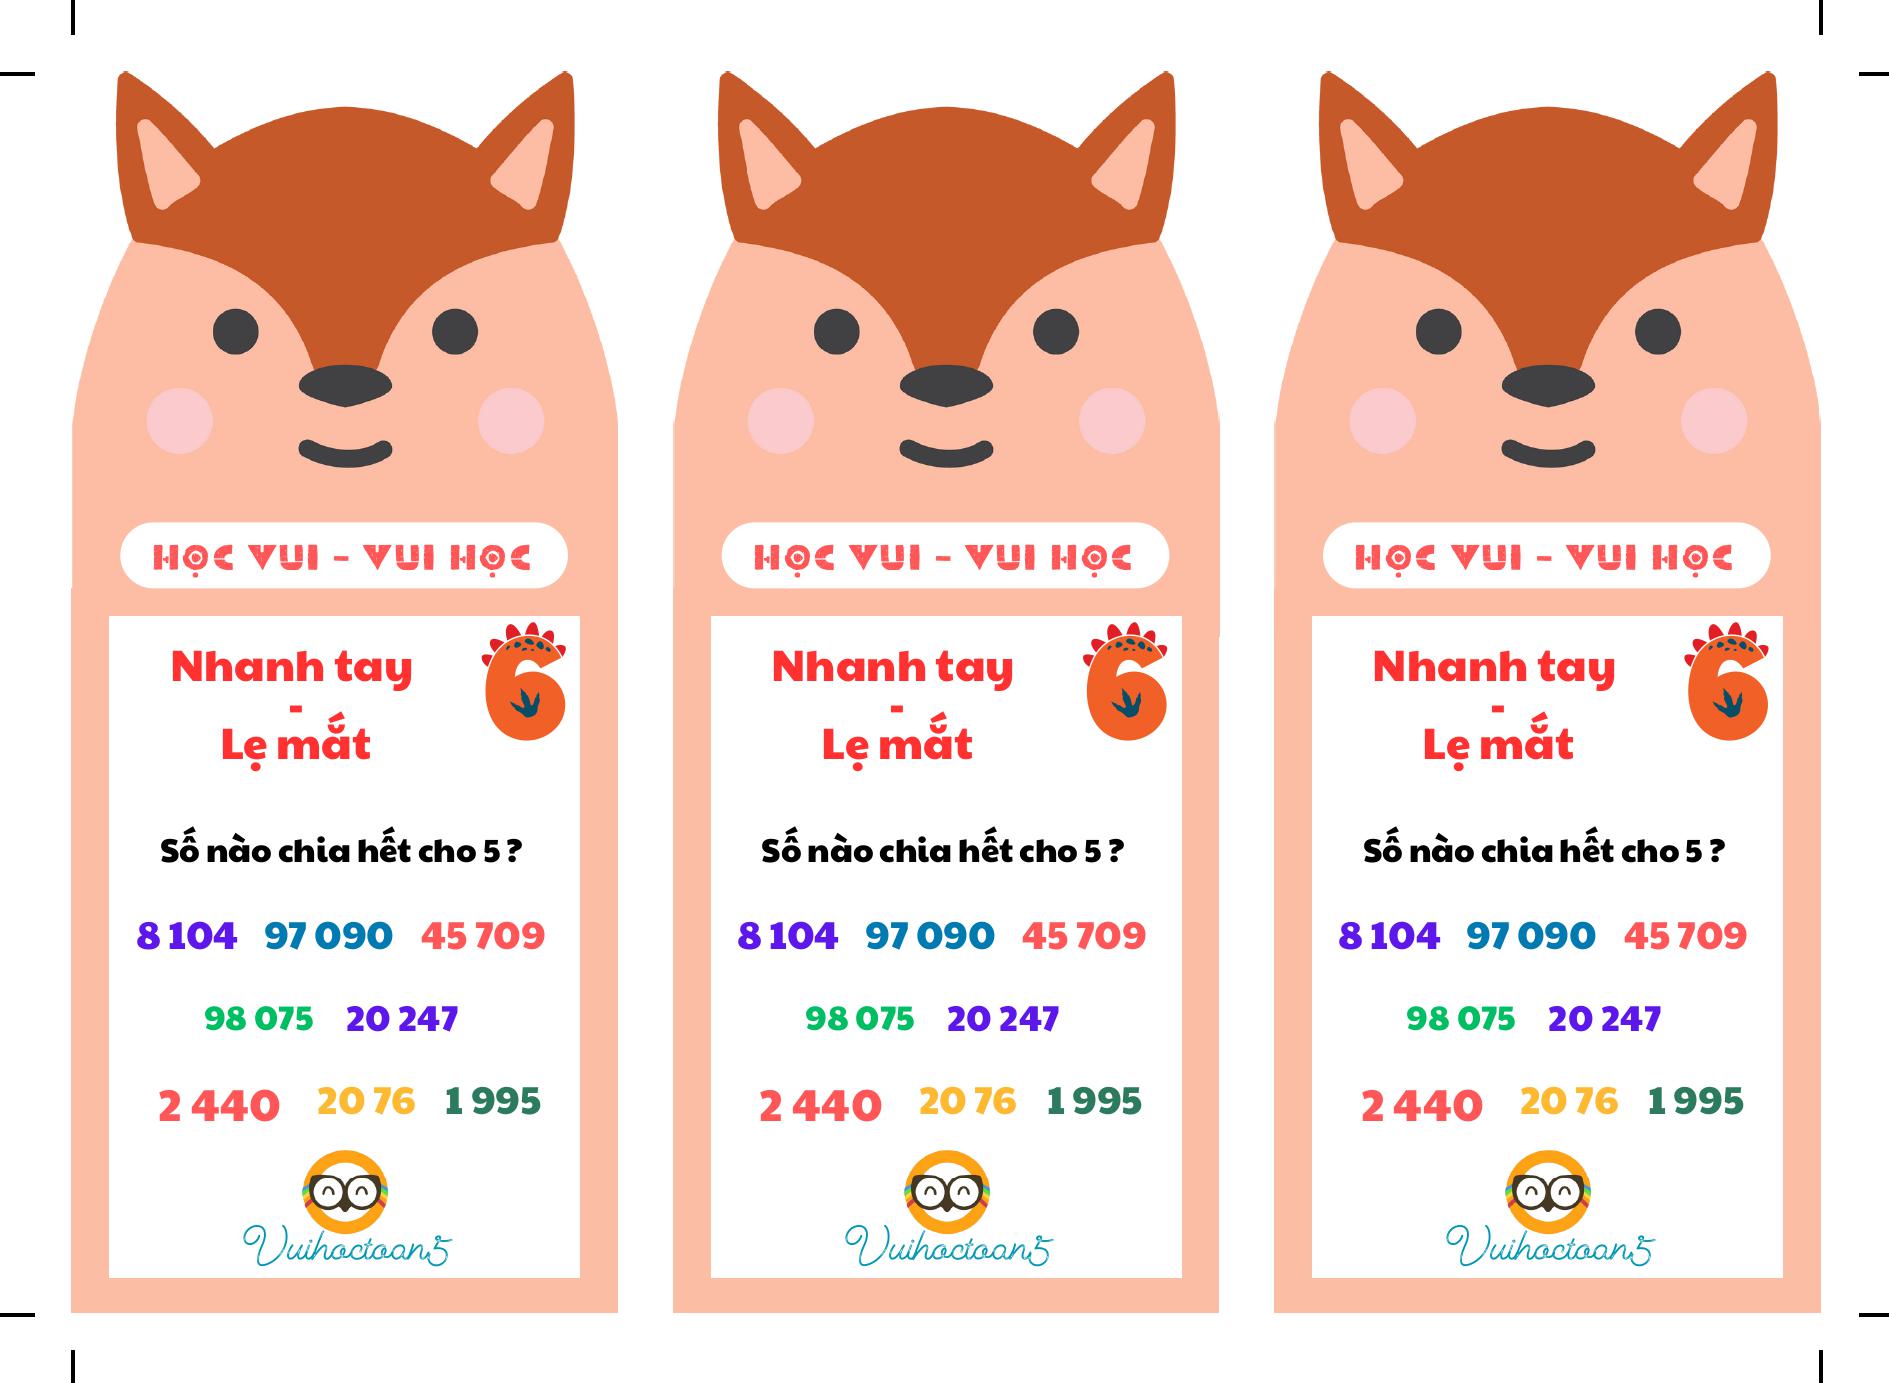 HỌC VUI - VUI HỌC
Nhanh tay
-
Lẹ mắt
6
Số nào chia hết cho 5 ?
8 104 97 090 45 709
98 075 20 247
2 440 20 76 1 995
Vuihoctoan5
HỌC VUI - VUI HỌC
Nhanh tay
-
Lẹ mắt
6
Số nào chia hết cho 5 ?
8 104 97 090 45 709
98 075 20 247
2 440 20 76 1 995
Vuihoctoan5
HỌC VUI - VUI HỌC
Nhanh tay
-
Lẹ mắt
6
Số nào chia hết cho 5 ?
8 104 97 090 45 709
98 075 20 247
2 440 20 76 1 995
Vuihoctoan5